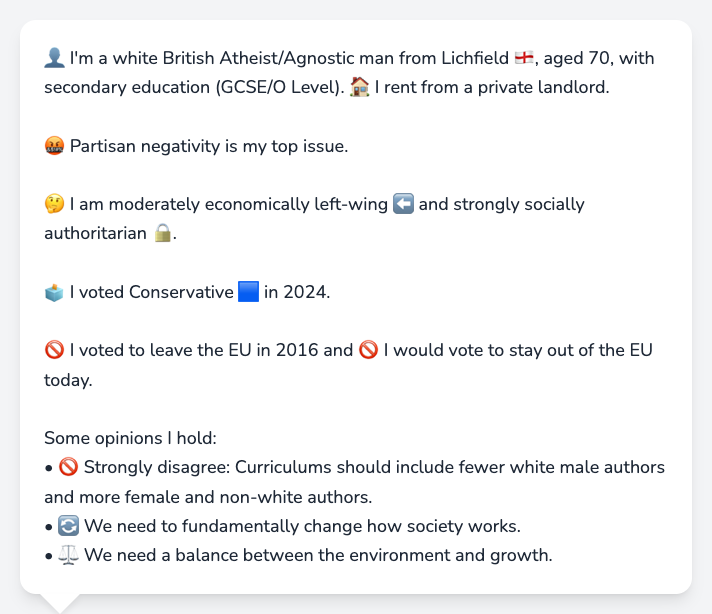 👤 I'm a white British Atheist/Agnostic man from Lichfield 🏴󠁧󠁢󠁥󠁮󠁧󠁿, aged 70, with
secondary education (GCSE/O Level). 🏠 I rent from a private landlord.
🤬 Partisan negativity is my top issue.
🤔 I am moderately economically left-wing ⬅️ and strongly socially
authoritarian 🔒.
🗳️ I voted Conservative 🟦 in 2024.
🚫 I voted to leave the EU in 2016 and 🚫 I would vote to stay out of the EU
today.
Some opinions I hold:
• 🚫 Strongly disagree: Curriculums should include fewer white male authors
and more female and non-white authors.
• 🔄 We need to fundamentally change how society works.
• ⚖️ We need a balance between the environment and growth.